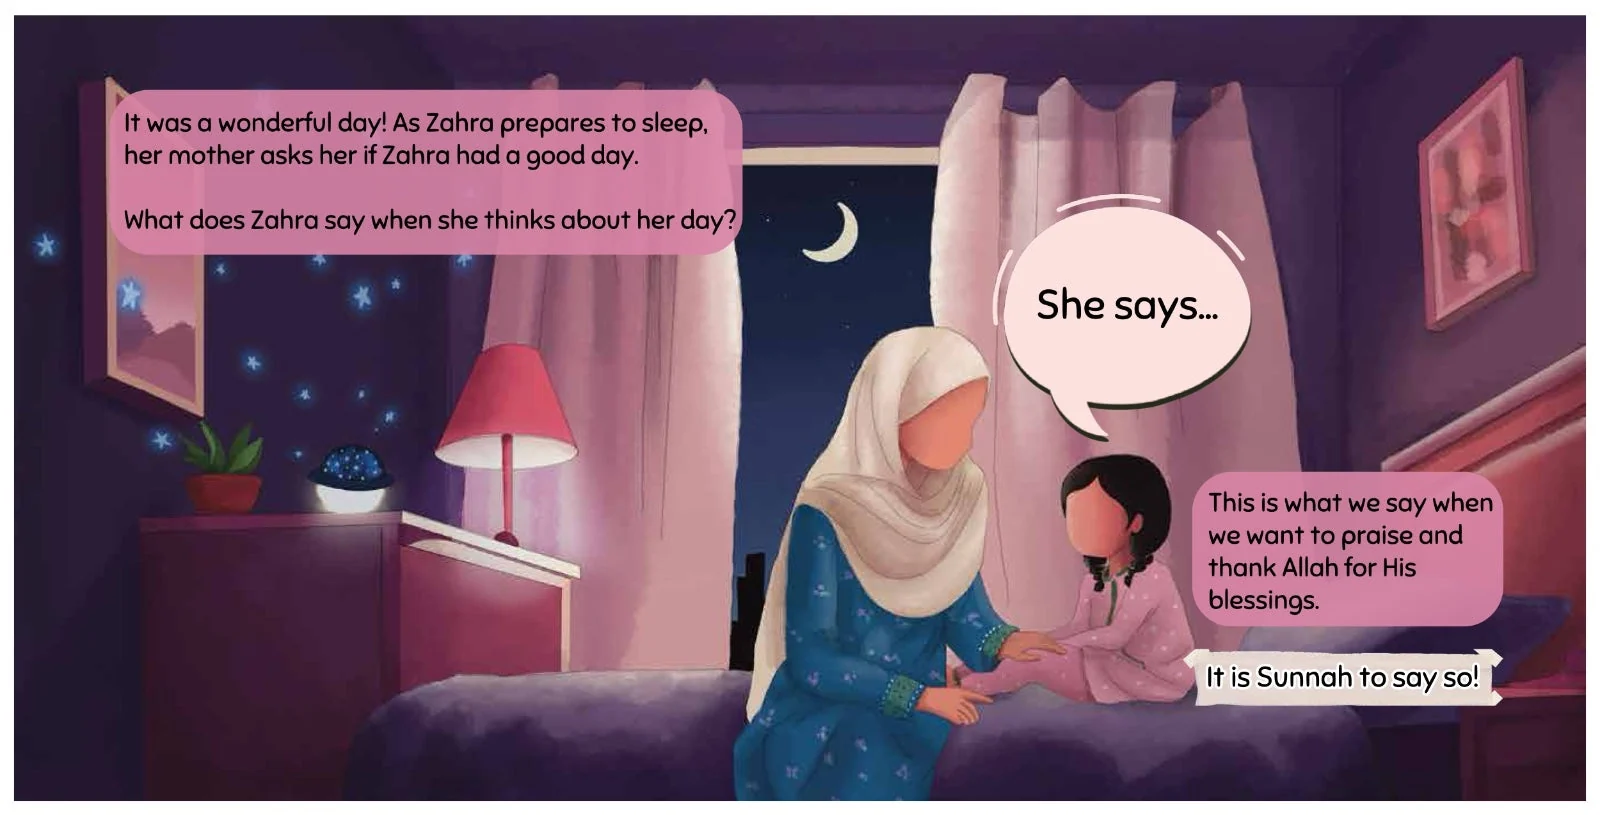 It was a wonderful day! As Zahra prepares to sleep,
her mother asks her if Zahra had a good day.
What does Zahra say when she thinks about her day?
She says...
This is what we say when
we want to praise and
thank Allah for His
blessings.
It is Sunnah to say so!